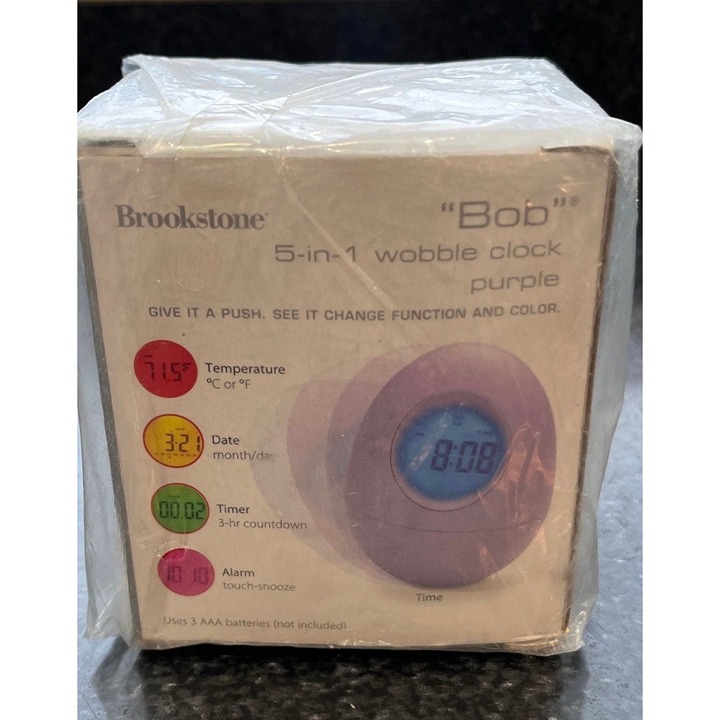 Brookstone®
"Bob"®
5-in-1 wobble clock
purple
GIVE IT A PUSH. SEE IT CHANGE FUNCTION AND COLOR.
71.5°F
Temperature
°C or °F
3-21
Date
month/da
00:02
Timer
3-hr countdown
10:10
Alarm
touch-snooze
8:08
Time
Uses 3 AAA batteries (not included)